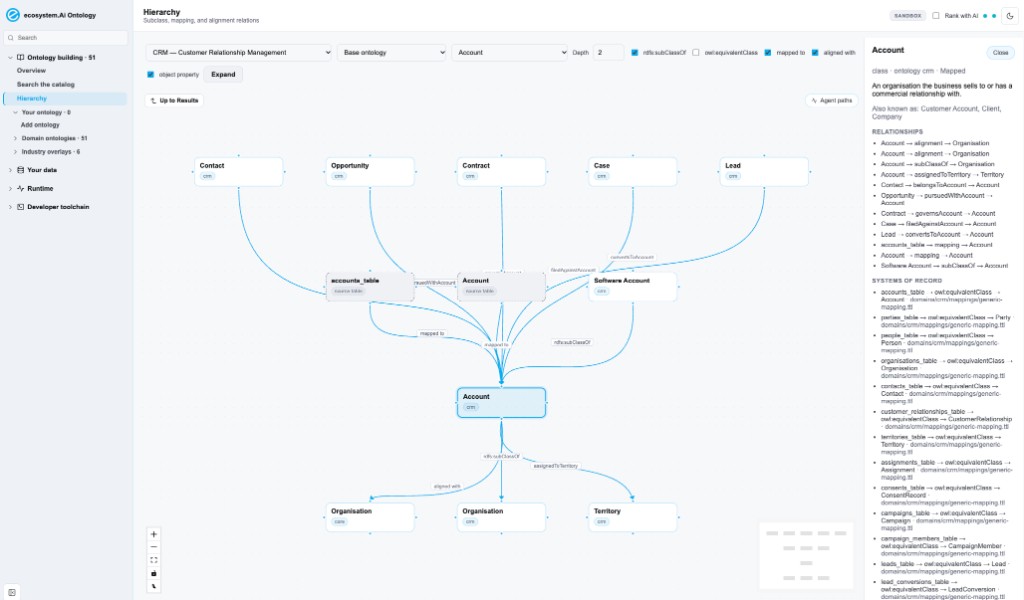 ecosystem.Ai Ontology
Search
Ontology building · 51
Overview
Search the catalog
Hierarchy
Your ontology · 0
Add ontology
Domain ontologies · 51
Industry overlays · 6
Your data
Runtime
Developer toolchain
Hierarchy
Subclass, mapping, and alignment relations
SANDBOX
Rank with AI
CRM — Customer Relationship Management
Base ontology
Account
Depth
2
rdfs:subClassOf
owl:equivalentClass
mapped to
aligned with
object property
Expand
Up to Results
Agent paths
Contact
crm
Opportunity
crm
Contract
crm
Case
crm
Lead
crm
convertsToAccount
filedAgainstAccount
accounts_table
source table
Account
source table
Software Account
crm
mapped to
mapped to
rdfs:subClassOf
Account
crm
rdfs:subClassOf
assignedToTerritory
aligned with
Organisation
core
Organisation
crm
Territory
crm
Account
Close
class · ontology crm · Mapped
An organisation the business sells to or has a
commercial relationship with.
Also known as: Customer Account, Client,
Company
RELATIONSHIPS
• Account → alignment → Organisation
• Account → alignment → Organisation
• Account → subClassOf → Organisation
• Account → assignedToTerritory → Territory
• Contact → belongsToAccount → Account
• Opportunity → pursuedWithAccount →
Account
• Contract → governsAccount → Account
• Case → filedAgainstAccount → Account
• Lead → convertsToAccount → Account
• accounts_table → mapping → Account
• Account → mapping → Account
• Software Account → subClassOf → Account
SYSTEMS OF RECORD
• accounts_table → owl:equivalentClass →
Account · domains/crm/mappings/generic-
mapping.ttl
• parties_table → owl:equivalentClass → Party ·
domains/crm/mappings/generic-mapping.ttl
• people_table → owl:equivalentClass →
Person · domains/crm/mappings/generic-
mapping.ttl
• organisations_table → owl:equivalentClass →
Organisation ·
domains/crm/mappings/generic-mapping.ttl
• contacts_table → owl:equivalentClass →
Contact · domains/crm/mappings/generic-
mapping.ttl
• customer_relationships_table →
owl:equivalentClass → CustomerRelationship
· domains/crm/mappings/generic-mapping.ttl
• territories_table → owl:equivalentClass →
Territory · domains/crm/mappings/generic-
mapping.ttl
• assignments_table → owl:equivalentClass →
Assignment · domains/crm/mappings/generic-
mapping.ttl
• consents_table → owl:equivalentClass →
ConsentRecord ·
domains/crm/mappings/generic-mapping.ttl
• campaigns_table → owl:equivalentClass →
Campaign · domains/crm/mappings/generic-
mapping.ttl
• campaign_members_table →
owl:equivalentClass → CampaignMember ·
domains/crm/mappings/generic-mapping.ttl
• leads_table → owl:equivalentClass → Lead ·
domains/crm/mappings/generic-mapping.ttl
• lead_conversions_table →
owl:equivalentClass → LeadConversion ·
domains/crm/mappings/generic-mapping.ttl